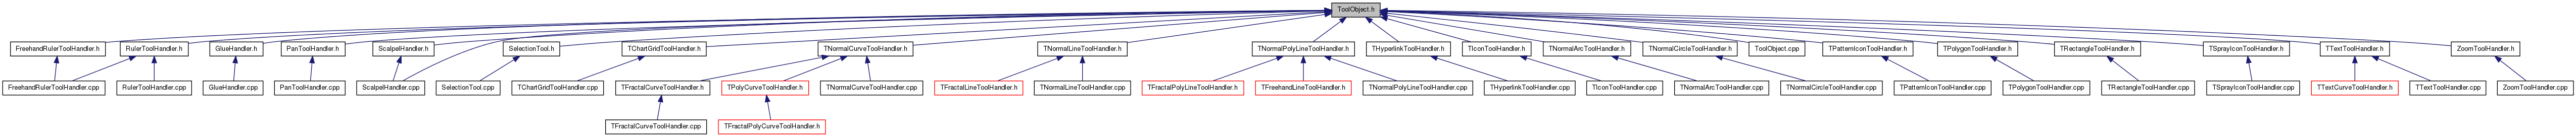 ToolObject.h
FreehandRulerToolHandler.h
RulerToolHandler.h
GlueHandler.h
PanToolHandler.h
ScalpelHandler.h
SelectionTool.h
TChartGridToolHandler.h
TNormalCurveToolHandler.h
TNormalLineToolHandler.h
TNormalPolyLineToolHandler.h
THyperlinkToolHandler.h
TIconToolHandler.h
TNormalArcToolHandler.h
TNormalCircleToolHandler.h
ToolObject.cpp
TPatternIconToolHandler.h
TPolygonToolHandler.h
TRectangleToolHandler.h
TSprayIconToolHandler.h
TTextToolHandler.h
ZoomToolHandler.h
FreehandRulerToolHandler.cpp
RulerToolHandler.cpp
GlueHandler.cpp
PanToolHandler.cpp
ScalpelHandler.cpp
SelectionTool.cpp
TChartGridToolHandler.cpp
TFractalCurveToolHandler.h
TPolyCurveToolHandler.h
TNormalCurveToolHandler.cpp
TFractalLineToolHandler.h
TNormalLineToolHandler.cpp
TFractalPolyLineToolHandler.h
TFreehandLineToolHandler.h
TNormalPolyLineToolHandler.cpp
THyperlinkToolHandler.cpp
TIconToolHandler.cpp
TNormalArcToolHandler.cpp
TNormalCircleToolHandler.cpp
TPatternIconToolHandler.cpp
TPolygonToolHandler.cpp
TRectangleToolHandler.cpp
TSprayIconToolHandler.cpp
TTextCurveToolHandler.h
TTextToolHandler.cpp
ZoomToolHandler.cpp
TFractalCurveToolHandler.cpp
TFractalPolyCurveToolHandler.h